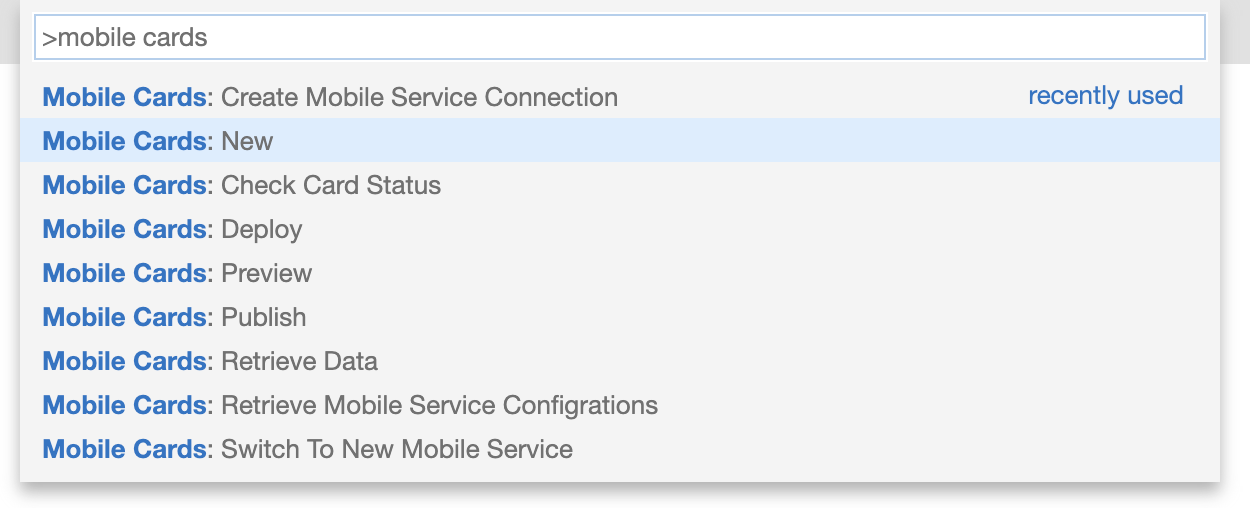 >mobile cards
Mobile Cards: Create Mobile Service Connection recently used
Mobile Cards: New
Mobile Cards: Check Card Status
Mobile Cards: Deploy
Mobile Cards: Preview
Mobile Cards: Publish
Mobile Cards: Retrieve Data
Mobile Cards: Retrieve Mobile Service Configrations
Mobile Cards: Switch To New Mobile Service